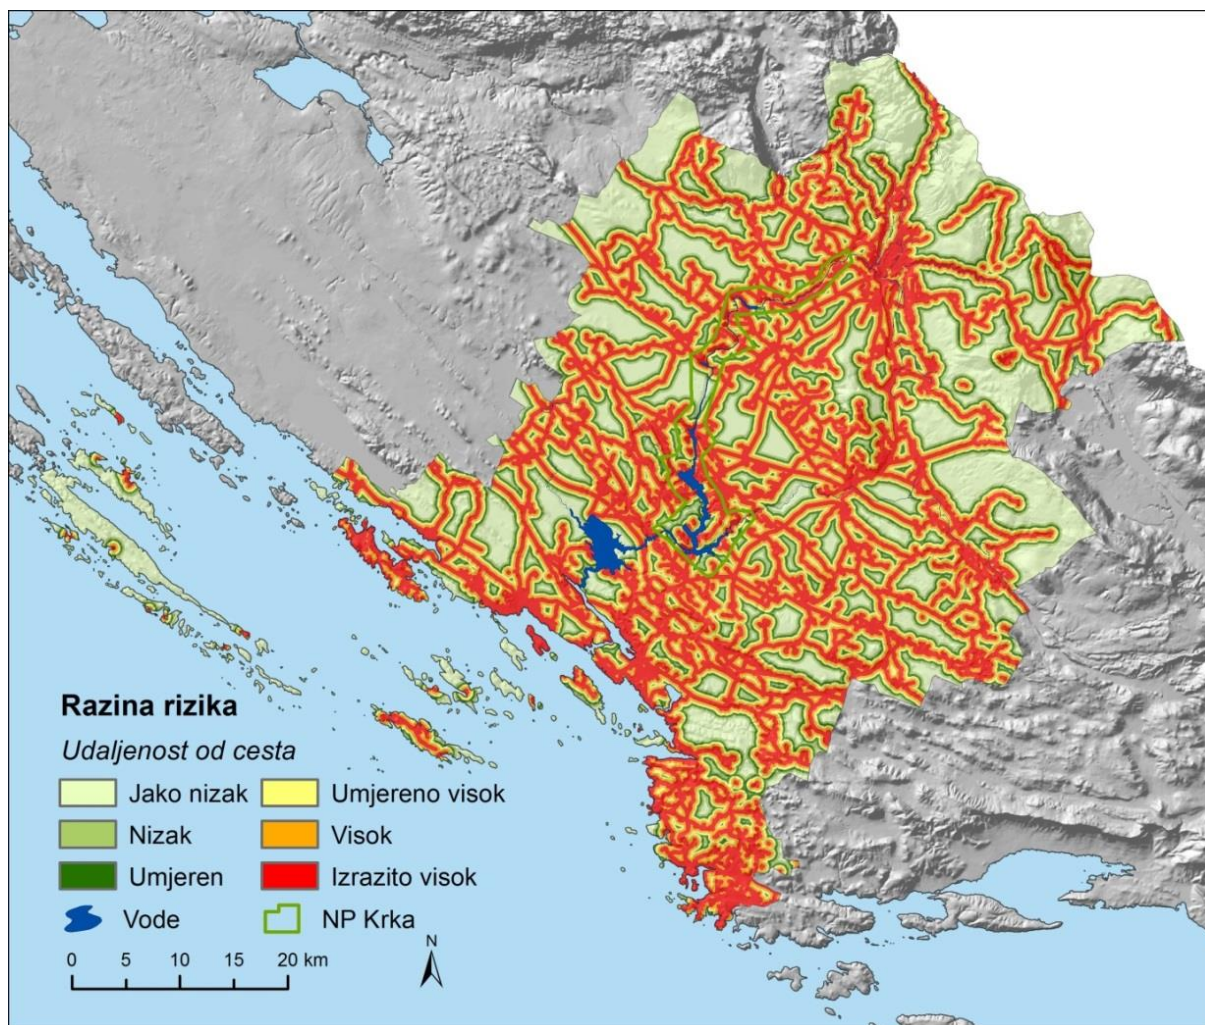 Razina rizika
Udaljenost od cesta
Jako nizak Umjereno visok
Nizak Visok
Umjeren Izrazito visok
Vode NP Krka
0 5 10 15 20 km
N